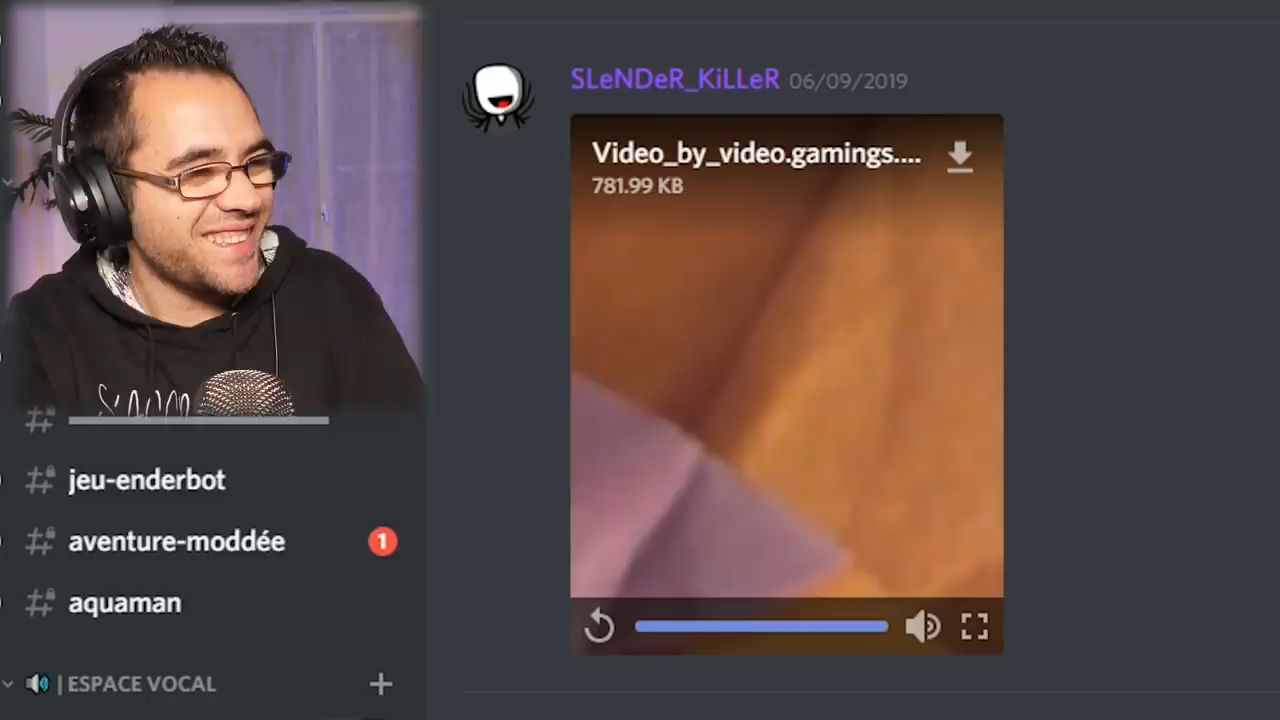 SLeNDeR_KiLLeR 06/09/2019
Video_by_video.gamings....
781.99 KB
jeu-enderbot
aventure-moddée 1
aquaman
| ESPACE VOCAL